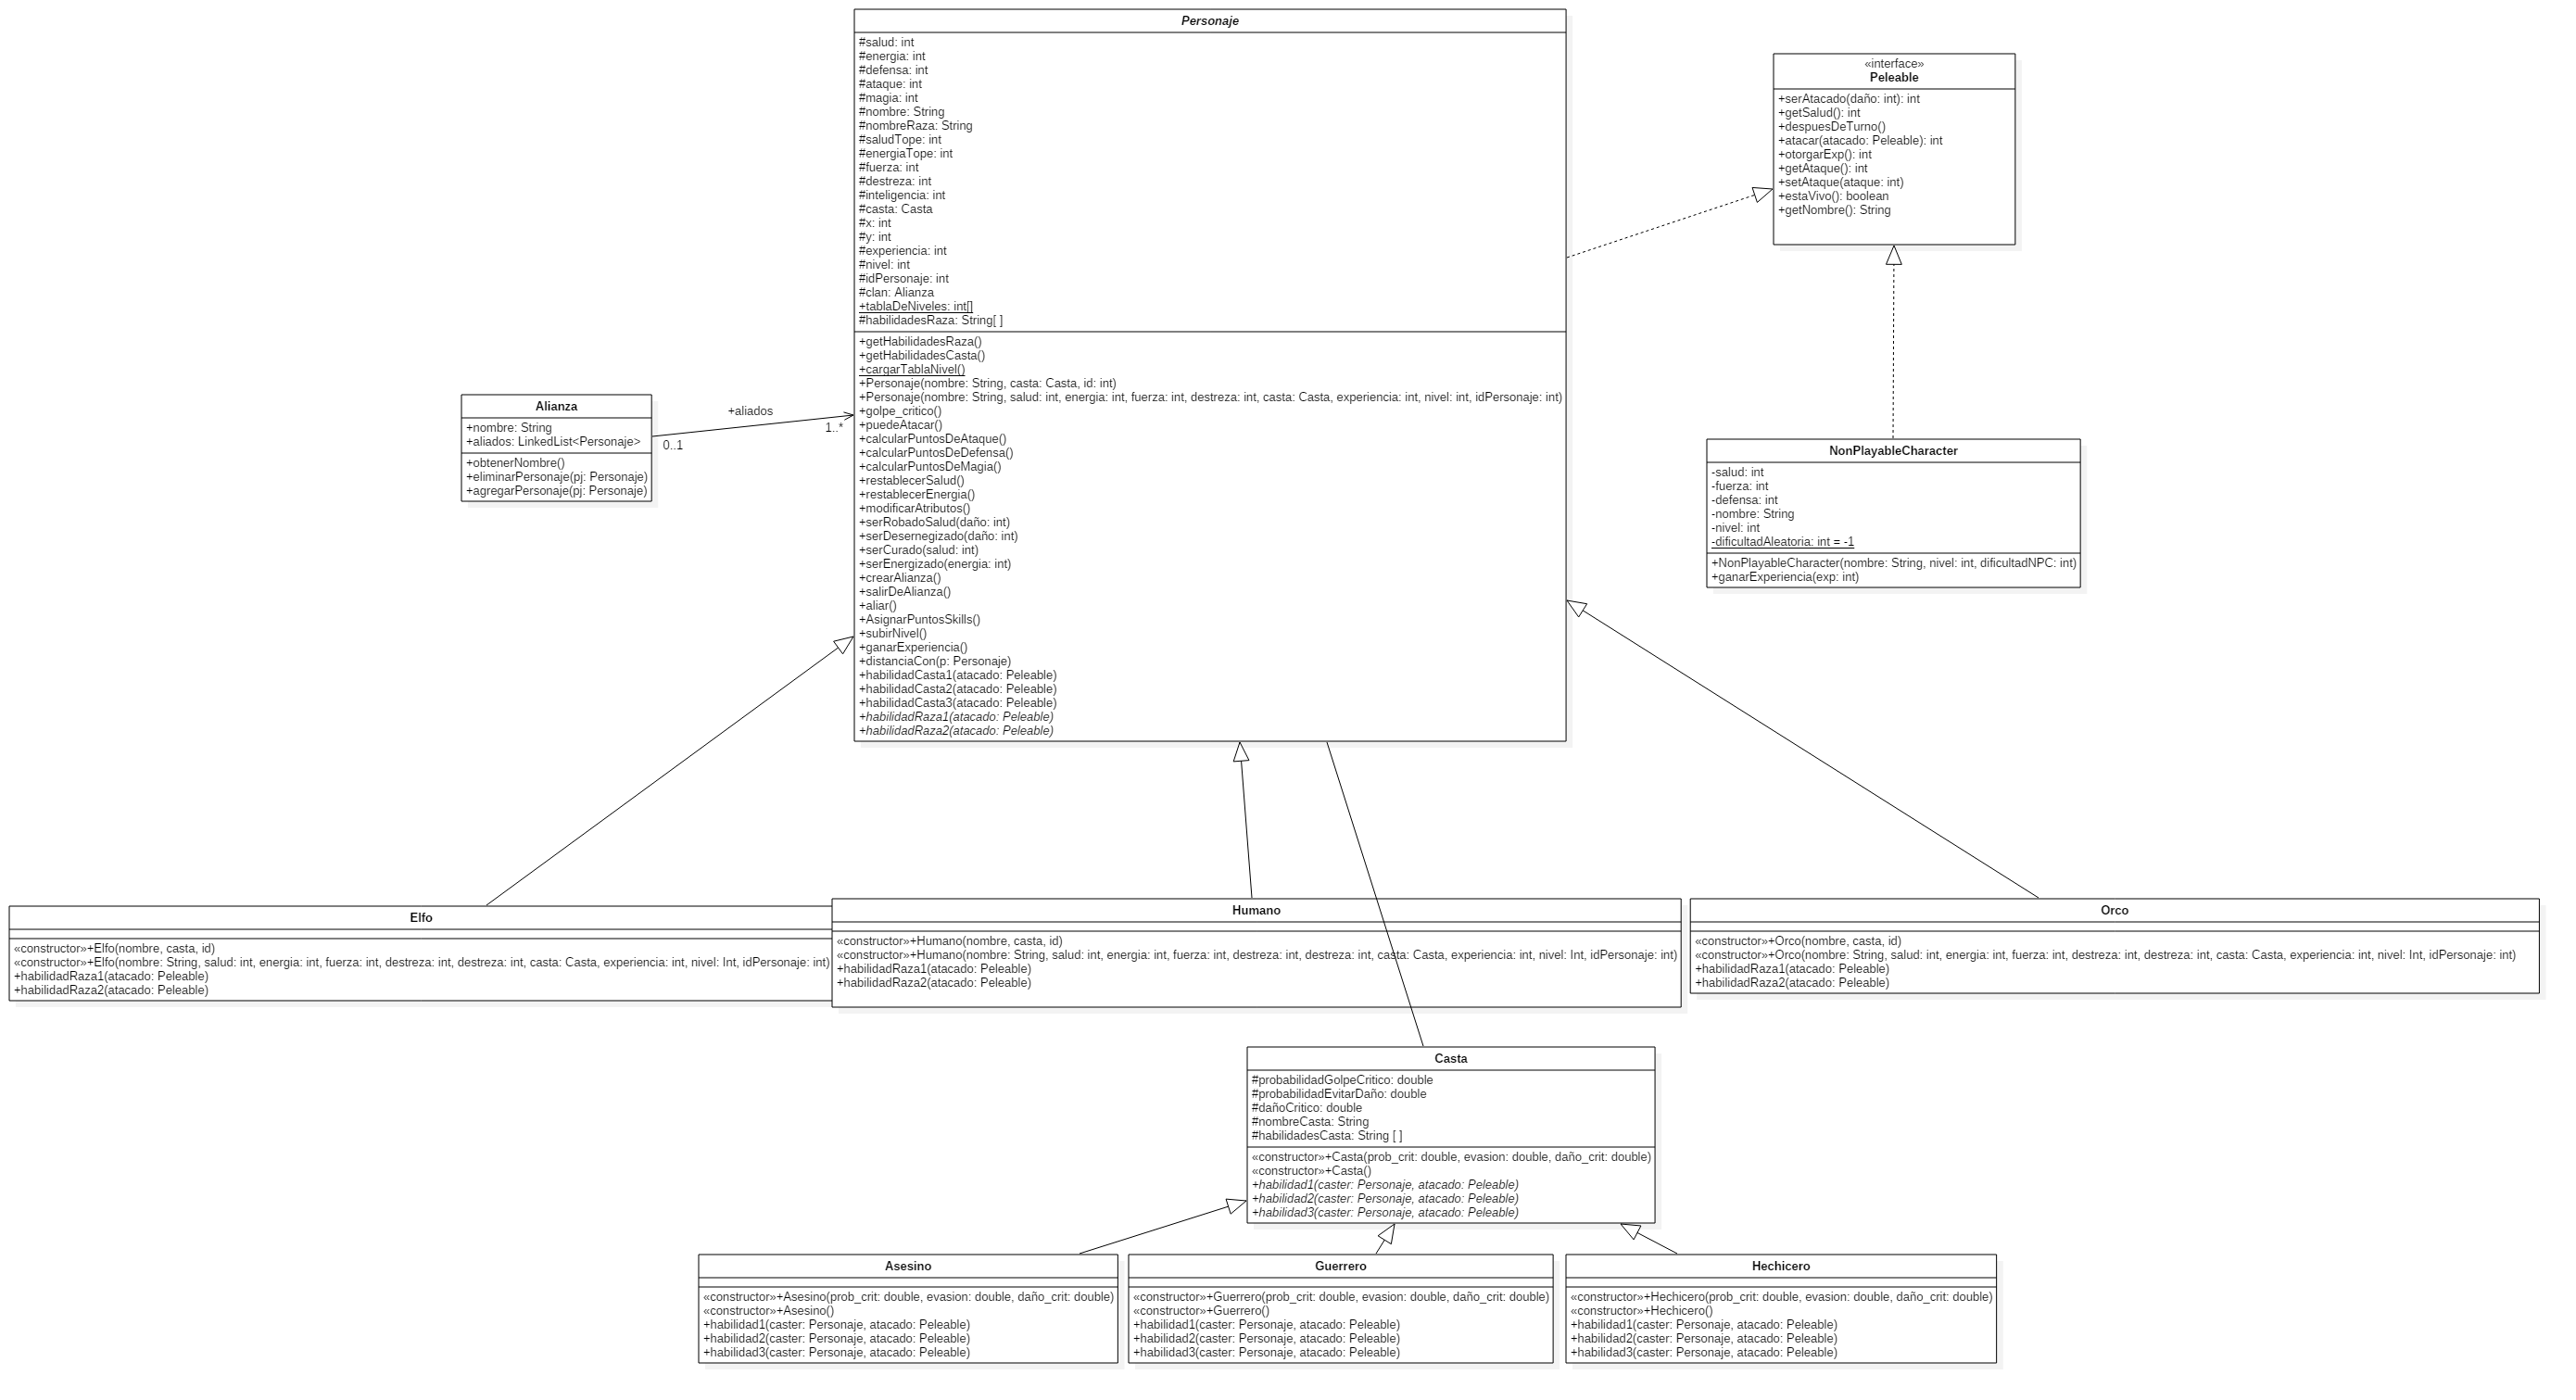 Personaje
#salud: int
#energia: int
#defensa: int
#ataque: int
#magia: int
#nombre: String
#nombreRaza: String
#saludTope: int
#energiaTope: int
#fuerza: int
#destreza: int
#inteligencia: int
#casta: Casta
#x: int
#y: int
#experiencia: int
#nivel: int
#idPersonaje: int
#clan: Alianza
+tablaDeNiveles: int[]
#habilidadesRaza: String[ ]
+getHabilidadesRaza()
+getHabilidadesCasta()
+cargarTablaNivel()
+Personaje(nombre: String, casta: Casta, id: int)
+Personaje(nombre: String, salud: int, energia: int, fuerza: int, destreza: int, casta: Casta, experiencia: int, nivel: int, idPersonaje: int)
+golpe_critico()
+puedeAtacar()
+calcularPuntosDeAtaque()
+calcularPuntosDeDefensa()
+calcularPuntosDeMagia()
+restablecerSalud()
+restablecerEnergia()
+modificarAtributos()
+serRobadoSalud(daño: int)
+serDesernegizado(daño: int)
+serCurado(salud: int)
+serEnergizado(energia: int)
+crearAlianza()
+salirDeAlianza()
+aliar()
+AsignarPuntosSkills()
+subirNivel()
+ganarExperiencia()
+distanciaCon(p: Personaje)
+habilidadCasta1(atacado: Peleable)
+habilidadCasta2(atacado: Peleable)
+habilidadCasta3(atacado: Peleable)
+habilidadRaza1(atacado: Peleable)
+habilidadRaza2(atacado: Peleable)
«interface»
Peleable
+serAtacado(daño: int): int
+getSalud(): int
+despuesDeTurno()
+atacar(atacado: Peleable): int
+otorgarExp(): int
+getAtaque(): int
+setAtaque(ataque: int)
+estaVivo(): boolean
+getNombre(): String
Alianza
+nombre: String
+aliados: LinkedList<Personaje>
+obtenerNombre()
+eliminarPersonaje(pj: Personaje)
+agregarPersonaje(pj: Personaje)
+aliados
0..1
1..*
NonPlayableCharacter
-salud: int
-fuerza: int
-defensa: int
-nombre: String
-nivel: int
-dificultadAleatoria: int = -1
+NonPlayableCharacter(nombre: String, nivel: int, dificultadNPC: int)
+ganarExperiencia(exp: int)
Elfo
«constructor»+Elfo(nombre, casta, id)
«constructor»+Elfo(nombre: String, salud: int, energia: int, fuerza: int, destreza: int, destreza: int, casta: Casta, experiencia: int, nivel: Int, idPersonaje: int)
+habilidadRaza1(atacado: Peleable)
+habilidadRaza2(atacado: Peleable)
Humano
«constructor»+Humano(nombre, casta, id)
«constructor»+Humano(nombre: String, salud: int, energia: int, fuerza: int, destreza: int, destreza: int, casta: Casta, experiencia: int, nivel: Int, idPersonaje: int)
+habilidadRaza1(atacado: Peleable)
+habilidadRaza2(atacado: Peleable)
Orco
«constructor»+Orco(nombre, casta, id)
«constructor»+Orco(nombre: String, salud: int, energia: int, fuerza: int, destreza: int, destreza: int, casta: Casta, experiencia: int, nivel: Int, idPersonaje: int)
+habilidadRaza1(atacado: Peleable)
+habilidadRaza2(atacado: Peleable)
Casta
#probabilidadGolpeCritico: double
#probabilidadEvitarDaño: double
#dañoCritico: double
#nombreCasta: String
#habilidadesCasta: String [ ]
«constructor»+Casta(prob_crit: double, evasion: double, daño_crit: double)
«constructor»+Casta()
+habilidad1(caster: Personaje, atacado: Peleable)
+habilidad2(caster: Personaje, atacado: Peleable)
+habilidad3(caster: Personaje, atacado: Peleable)
Asesino
«constructor»+Asesino(prob_crit: double, evasion: double, daño_crit: double)
«constructor»+Asesino()
+habilidad1(caster: Personaje, atacado: Peleable)
+habilidad2(caster: Personaje, atacado: Peleable)
+habilidad3(caster: Personaje, atacado: Peleable)
Guerrero
«constructor»+Guerrero(prob_crit: double, evasion: double, daño_crit: double)
«constructor»+Guerrero()
+habilidad1(caster: Personaje, atacado: Peleable)
+habilidad2(caster: Personaje, atacado: Peleable)
+habilidad3(caster: Personaje, atacado: Peleable)
Hechicero
«constructor»+Hechicero(prob_crit: double, evasion: double, daño_crit: double)
«constructor»+Hechicero()
+habilidad1(caster: Personaje, atacado: Peleable)
+habilidad2(caster: Personaje, atacado: Peleable)
+habilidad3(caster: Personaje, atacado: Peleable)